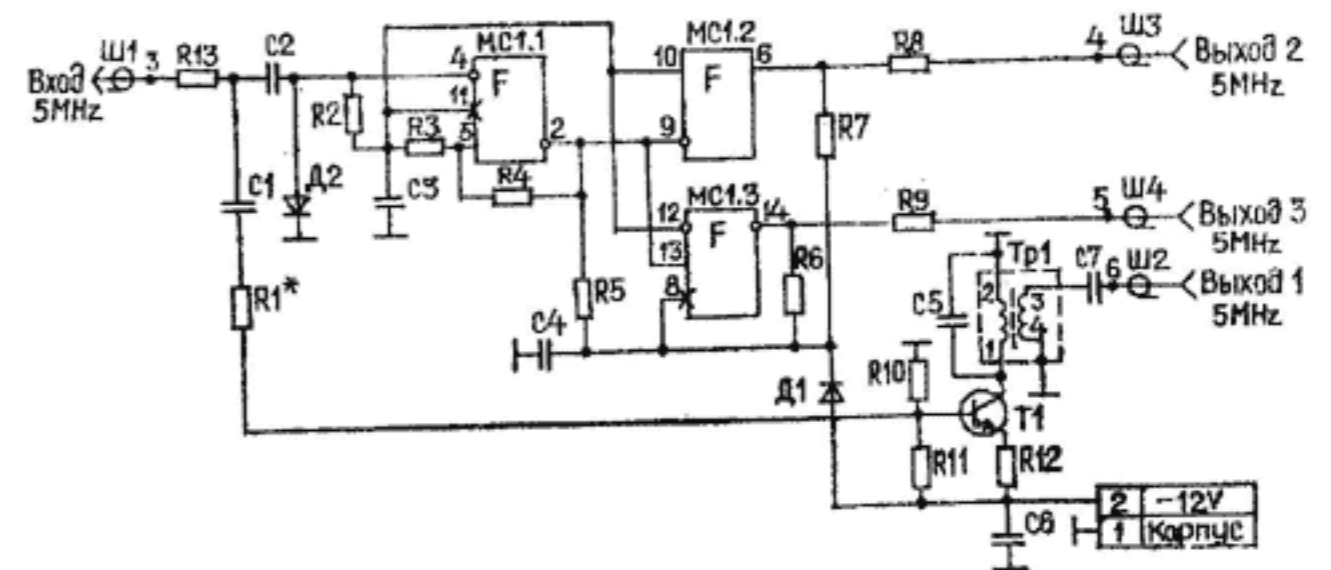 Вход
5MHz
Ш1
3
R13
C2
C1
R1*
Д2
R2
R3
C3
МС1.1
4
F
11
5
2
R4
R5
C4
МС1.2
10
6
F
9
МС1.3
12
14
F
13
8
R6
R7
R8
4
Ш3
Выход 2
5MHz
R9
5
Ш4
Выход 3
5MHz
Тр1
C5
2
3
1
4
C7
6
Ш2
Выход 1
5MHz
Д1
R10
T1
R11
R12
C6
2
-12V
1
Корпус